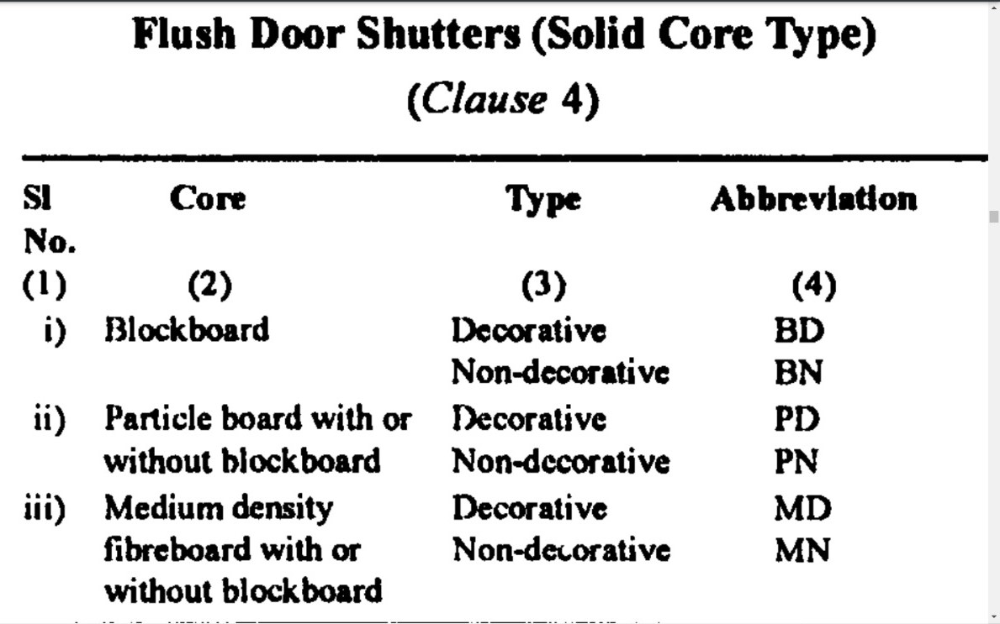 Flush Door Shutters (Solid Core Type)
(Clause 4)
Sl Core Type Abbreviation
No.
(1) (2) (3) (4)
i) Blockboard Decorative BD
Non-decorative BN
ii) Particle board with or Decorative PD
without blockboard Non-decorative PN
iii) Medium density Decorative MD
fibreboard with or Non-decorative MN
without blockboard